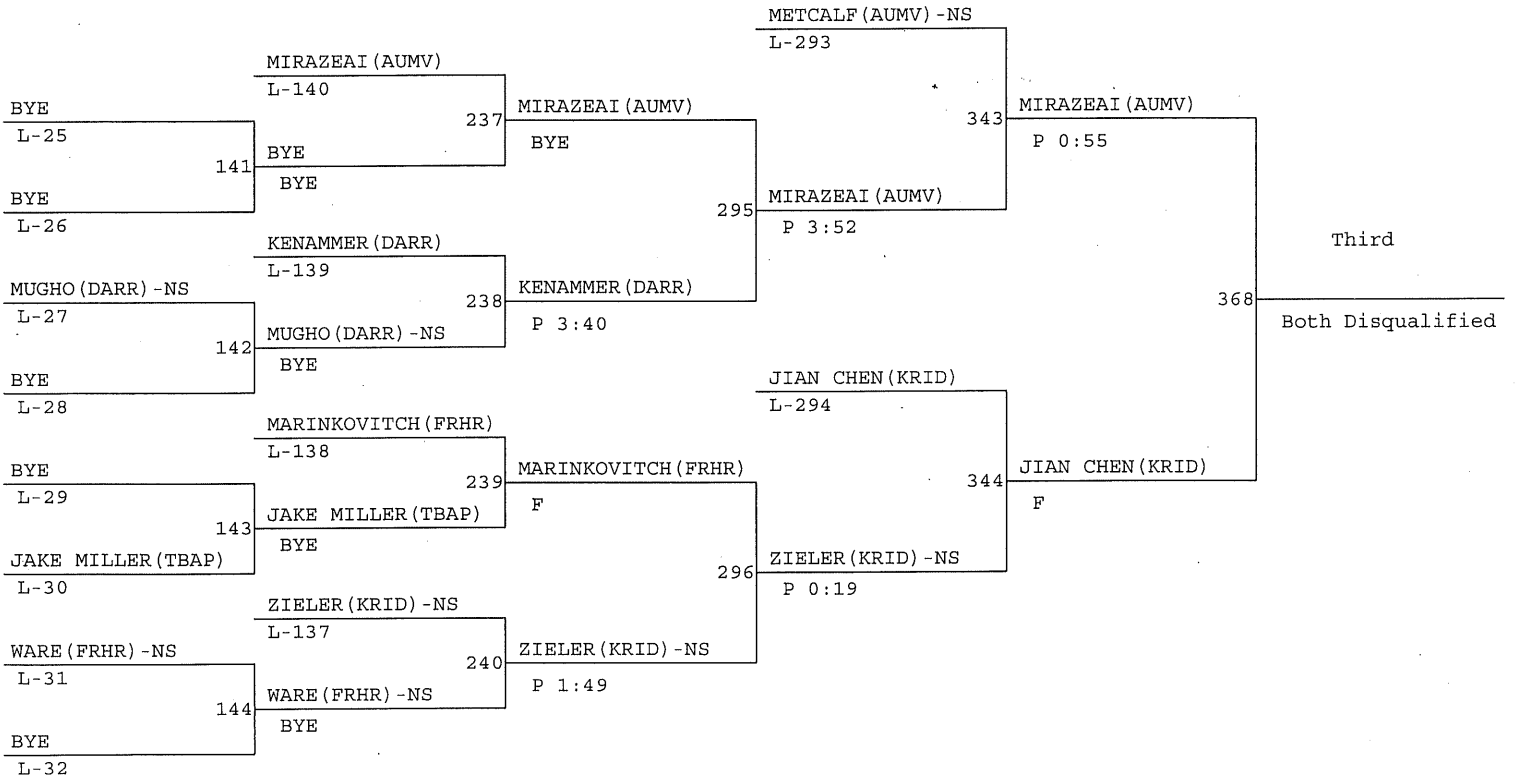 METCALF(AUMV)-NS
L-293
MIRAZEAI(AUMV)
L-140
BYE
L-25
237
MIRAZEAI(AUMV)
BYE
343
MIRAZEAI(AUMV)
P 0:55
141
BYE
BYE
BYE
L-26
295
MIRAZEAI(AUMV)
P 3:52
KENAMMER(DARR)
L-139
Third
MUGHO(DARR)-NS
L-27
238
KENAMMER(DARR)
P 3:40
368
Both Disqualified
142
MUGHO(DARR)-NS
BYE
BYE
L-28
JIAN CHEN(KRID)
L-294
MARINKOVITCH(FRHR)
L-138
BYE
L-29
239
MARINKOVITCH(FRHR)
F
344
JIAN CHEN(KRID)
F
143
JAKE MILLER(TBAP)
BYE
JAKE MILLER(TBAP)
L-30
296
ZIELER(KRID)-NS
P 0:19
ZIELER(KRID)-NS
L-137
WARE(FRHR)-NS
L-31
240
ZIELER(KRID)-NS
P 1:49
144
WARE(FRHR)-NS
BYE
BYE
L-32